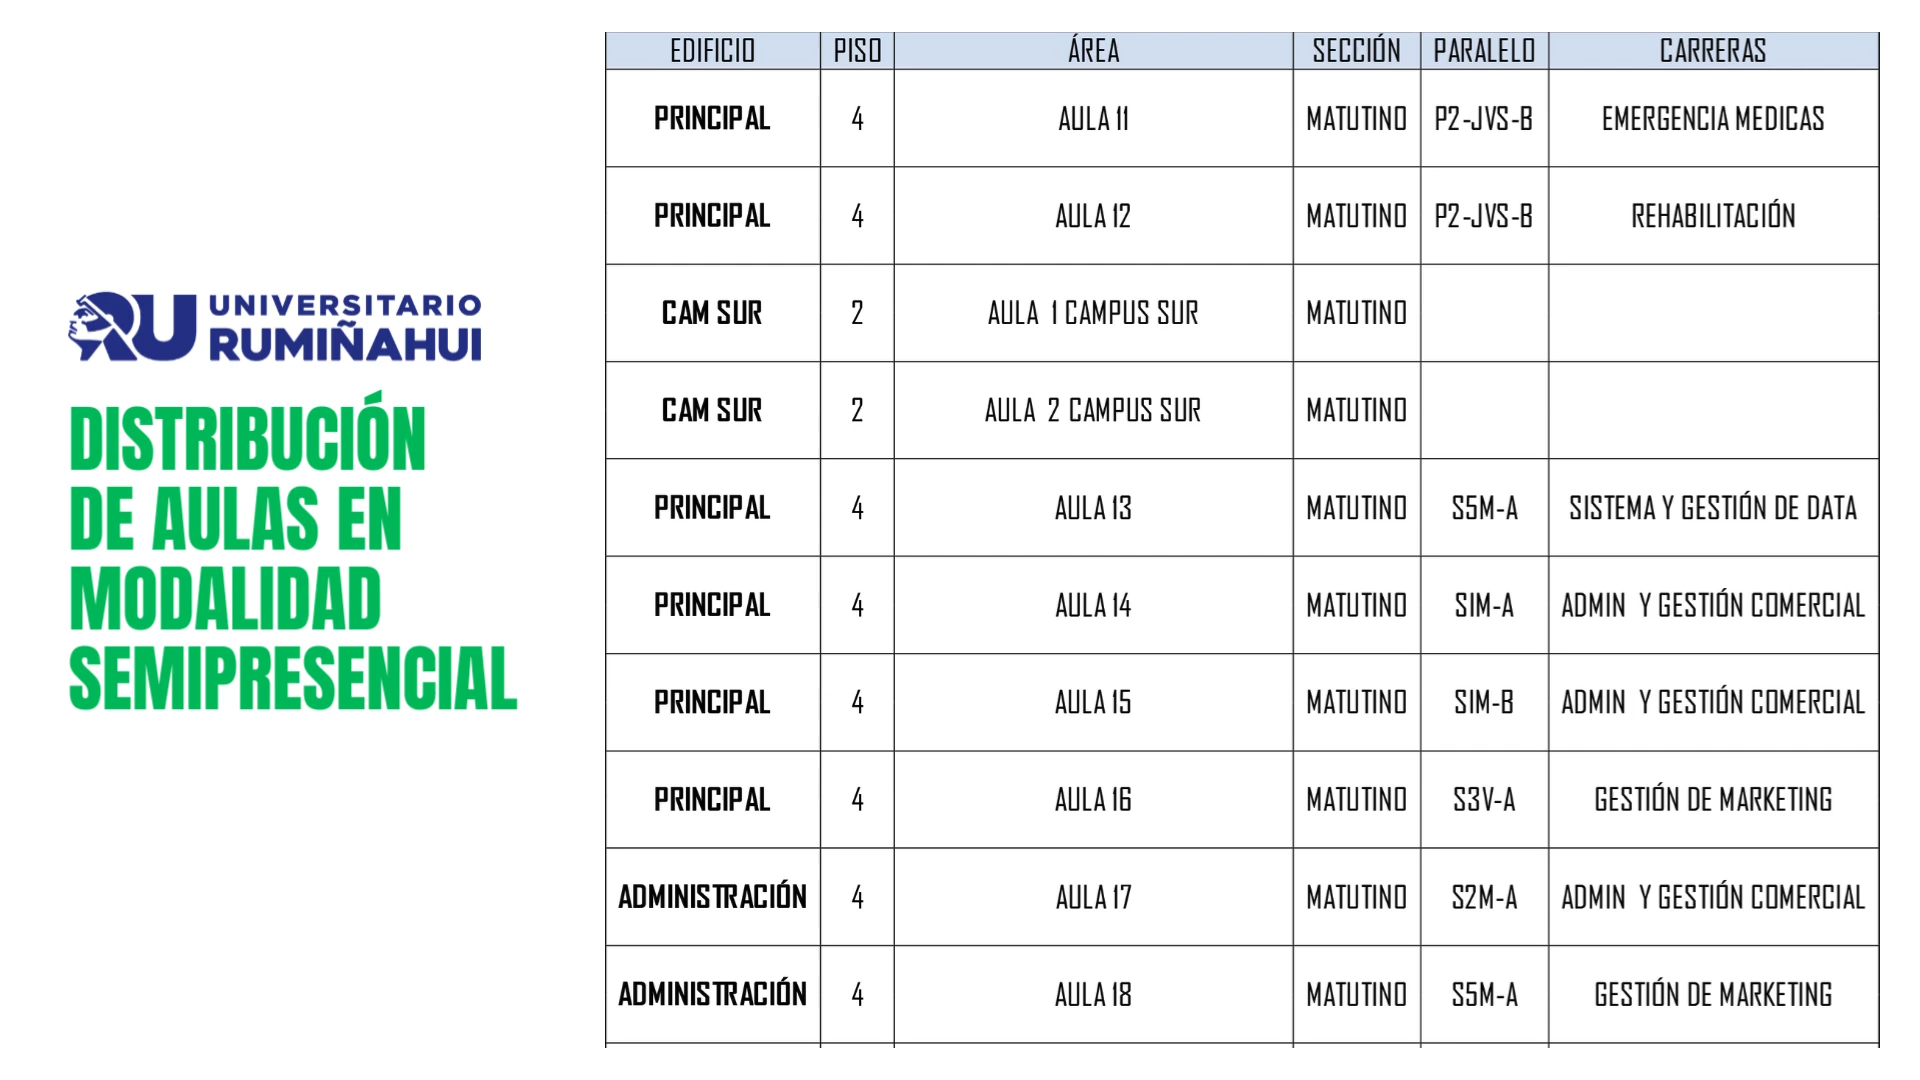 UNIVERSITARIO
RUMIÑAHUI
DISTRIBUCIÓN
DE AULAS EN
MODALIDAD
SEMIPRESENCIAL
EDIFICIO PISO ÁREA SECCIÓN PARALELO CARRERAS
PRINCIPAL 4 AULA 11 MATUTINO P2-JVS-B EMERGENCIA MEDICAS
PRINCIPAL 4 AULA 12 MATUTINO P2-JVS-B REHABILITACIÓN
CAM SUR 2 AULA 1 CAMPUS SUR MATUTINO
CAM SUR 2 AULA 2 CAMPUS SUR MATUTINO
PRINCIPAL 4 AULA 13 MATUTINO S5M-A SISTEMA Y GESTIÓN DE DATA
PRINCIPAL 4 AULA 14 MATUTINO S1M-A ADMIN Y GESTIÓN COMERCIAL
PRINCIPAL 4 AULA 15 MATUTINO S1M-B ADMIN Y GESTIÓN COMERCIAL
PRINCIPAL 4 AULA 16 MATUTINO S3V-A GESTIÓN DE MARKETING
ADMINISTRACIÓN 4 AULA 17 MATUTINO S2M-A ADMIN Y GESTIÓN COMERCIAL
ADMINISTRACIÓN 4 AULA 18 MATUTINO S5M-A GESTIÓN DE MARKETING